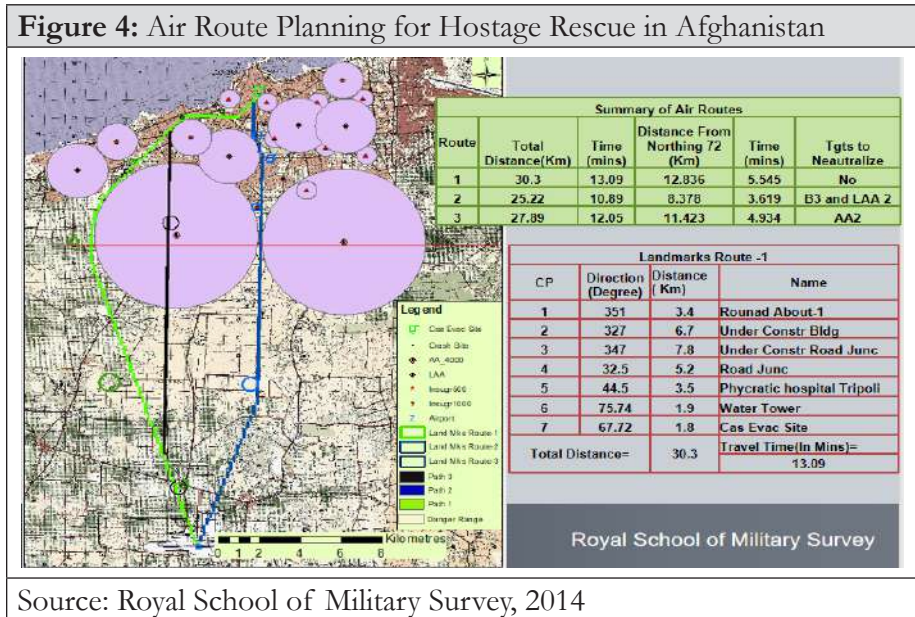 Figure 4: Air Route Planning for Hostage Rescue in Afghanistan
Summary of Air Routes
Route Total Distance(Km) Time (mins) Distance From Northing 72 (Km) Time (mins) Tgts to Neautralize
1 30.3 13.09 12.836 5.545 No
2 25.22 10.89 8.378 3.619 B3 and LAA 2
3 27.89 12.05 11.423 4.934 AA2
Landmarks Route -1
CP Direction (Degree) Distance ( Km) Name
1 351 3.4 Rounad About-1
2 327 6.7 Under Constr Bldg
3 347 7.8 Under Constr Road Junc
4 32.5 5.2 Road Junc
5 44.5 3.5 Phycratic hospital Tripoli
6 75.74 1.9 Water Tower
7 67.72 1.8 Cas Evac Site
Total Distance= 30.3 Travel Time(In Mins)=
13.09
Legend
Cas Evac Site
Crash Site
AA_4000
LAA
Insugr500
Insugr1000
Airport
Land Mks Route-1
Land Mks Route-2
Land Mks Route-3
Path 3
Path 2
Path 1
Danger Range
Kilometres
0 1 2 4 6 8
Royal School of Military Survey
Source: Royal School of Military Survey, 2014